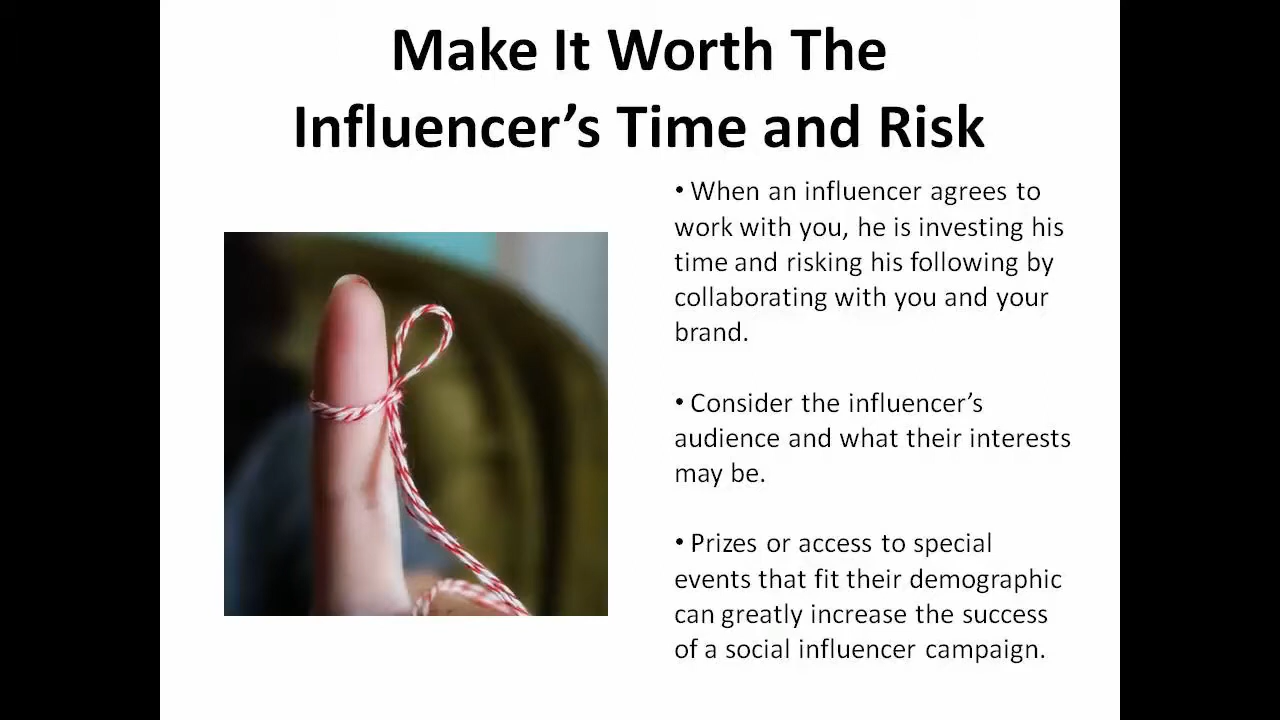 Make It Worth The
Influencer’s Time and Risk
• When an influencer agrees to
work with you, he is investing his
time and risking his following by
collaborating with you and your
brand.
• Consider the influencer’s
audience and what their interests
may be.
• Prizes or access to special
events that fit their demographic
can greatly increase the success
of a social influencer campaign.